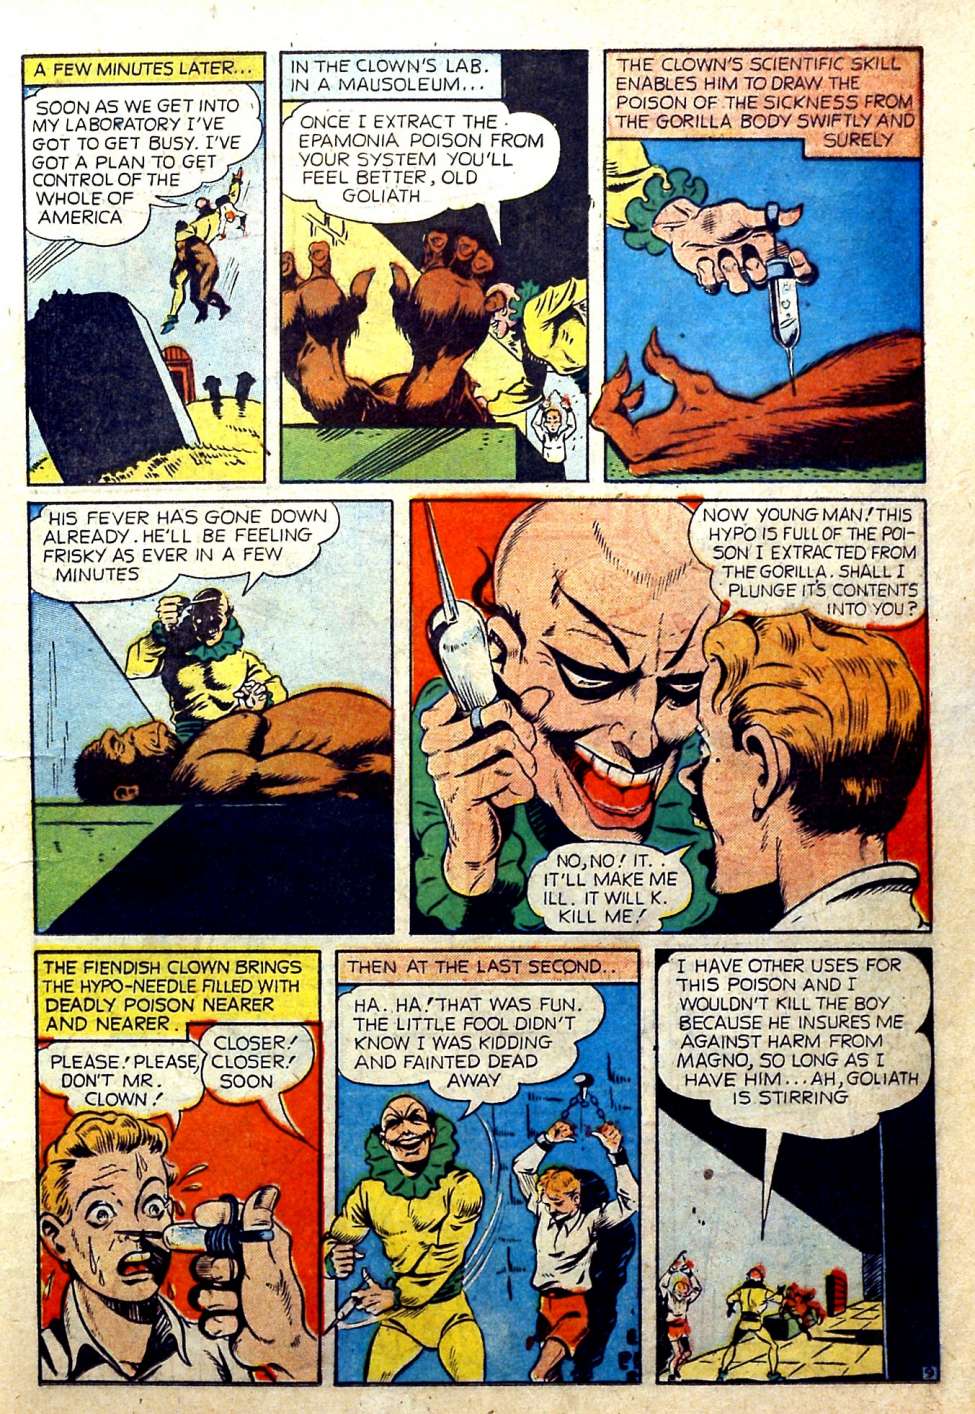 A FEW MINUTES LATER...
SOON AS WE GET INTO
MY LABORATORY I'VE
GOT TO GET BUSY. I'VE
GOT A PLAN TO GET
CONTROL OF THE
WHOLE OF
AMERICA
IN THE CLOWN'S LAB.
IN A MAUSOLEUM...
ONCE I EXTRACT THE
EPAMONIA POISON FROM
YOUR SYSTEM YOU'LL
FEEL BETTER, OLD
GOLIATH
THE CLOWN'S SCIENTIFIC SKILL
ENABLES HIM TO DRAW THE
POISON OF THE SICKNESS FROM
THE GORILLA BODY SWIFTLY AND
SURELY
HIS FEVER HAS GONE DOWN
ALREADY. HE'LL BE FEELING
FRISKY AS EVER IN A FEW
MINUTES
NOW YOUNG MAN! THIS
HYPO IS FULL OF THE POI-
SON I EXTRACTED FROM
THE GORILLA. SHALL I
PLUNGE IT'S CONTENTS
INTO YOU?
NO, NO! IT..
IT'LL MAKE ME
ILL. IT WILL K.
KILL ME!
THE FIENDISH CLOWN BRINGS
THE HYPO-NEEDLE FILLED WITH
DEADLY POISON NEARER
AND NEARER.
PLEASE! PLEASE,
DON'T MR.
CLOWN!
CLOSER!
CLOSER!
SOON
THEN AT THE LAST SECOND..
HA.. HA! THAT WAS FUN.
THE LITTLE FOOL DIDN'T
KNOW I WAS KIDDING
AND FAINTED DEAD
AWAY
I HAVE OTHER USES FOR
THIS POISON AND I
WOULDN'T KILL THE BOY
BECAUSE HE INSURES ME
AGAINST HARM FROM
MAGNO, SO LONG AS I
HAVE HIM... AH, GOLIATH
IS STIRRING
9